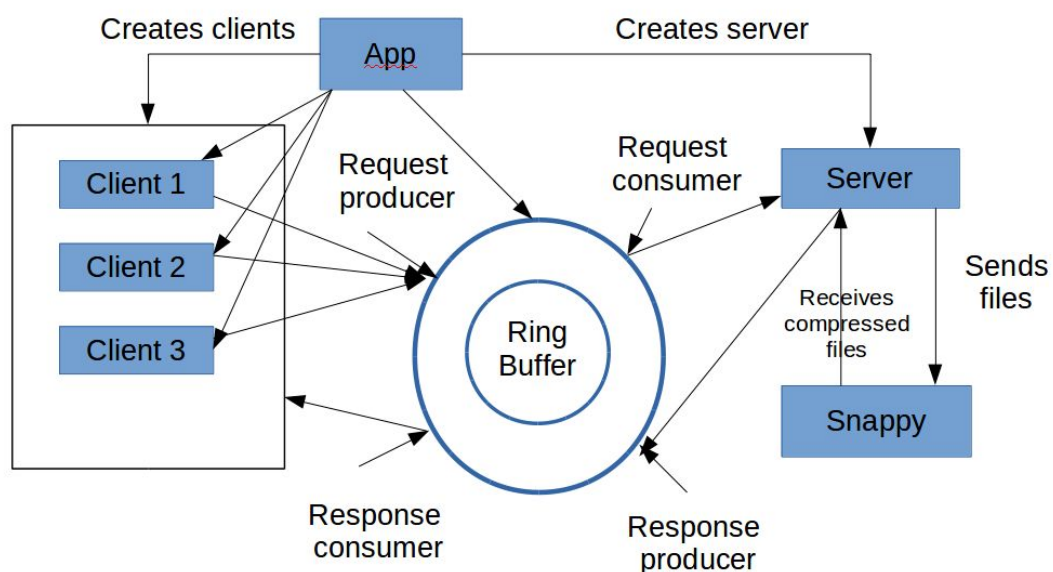 Creates clients
App
Creates server
Client 1
Client 2
Client 3
Request
producer
Request
consumer
Server
Ring
Buffer
Receives
compressed
files
Sends
files
Snappy
Response
consumer
Response
producer